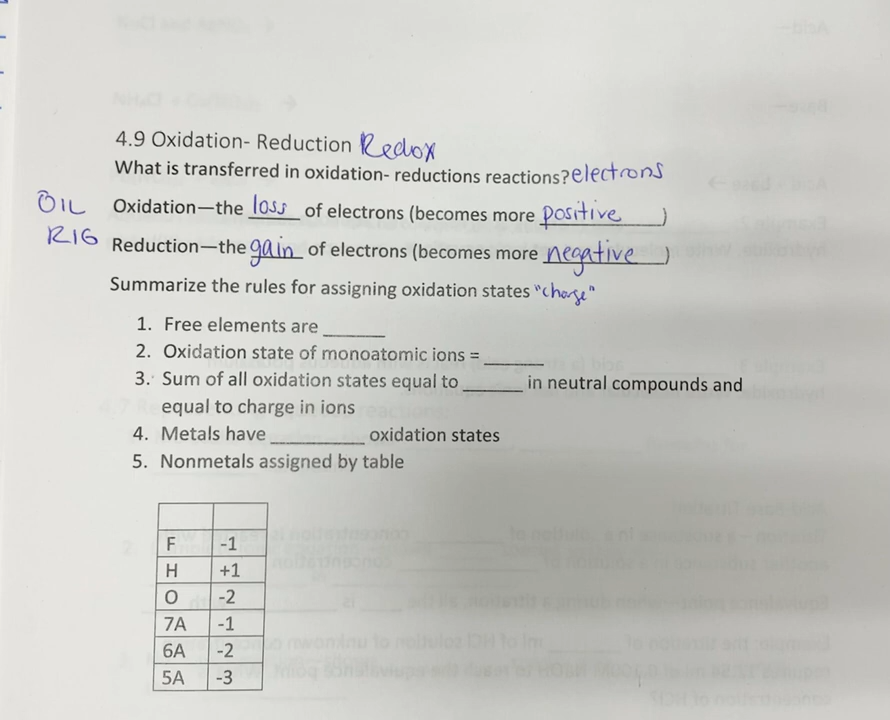 4.9 Oxidation- Reduction Redox
What is transferred in oxidation- reductions reactions? electrons
OIL Oxidation—the loss of electrons (becomes more positive)
RIG Reduction—the gain of electrons (becomes more negative)
Summarize the rules for assigning oxidation states "charge"
1. Free elements are ______
2. Oxidation state of monoatomic ions = ______
3. Sum of all oxidation states equal to ______ in neutral compounds and
equal to charge in ions
4. Metals have _________ oxidation states
5. Nonmetals assigned by table
F -1
H +1
O -2
7A -1
6A -2
5A -3